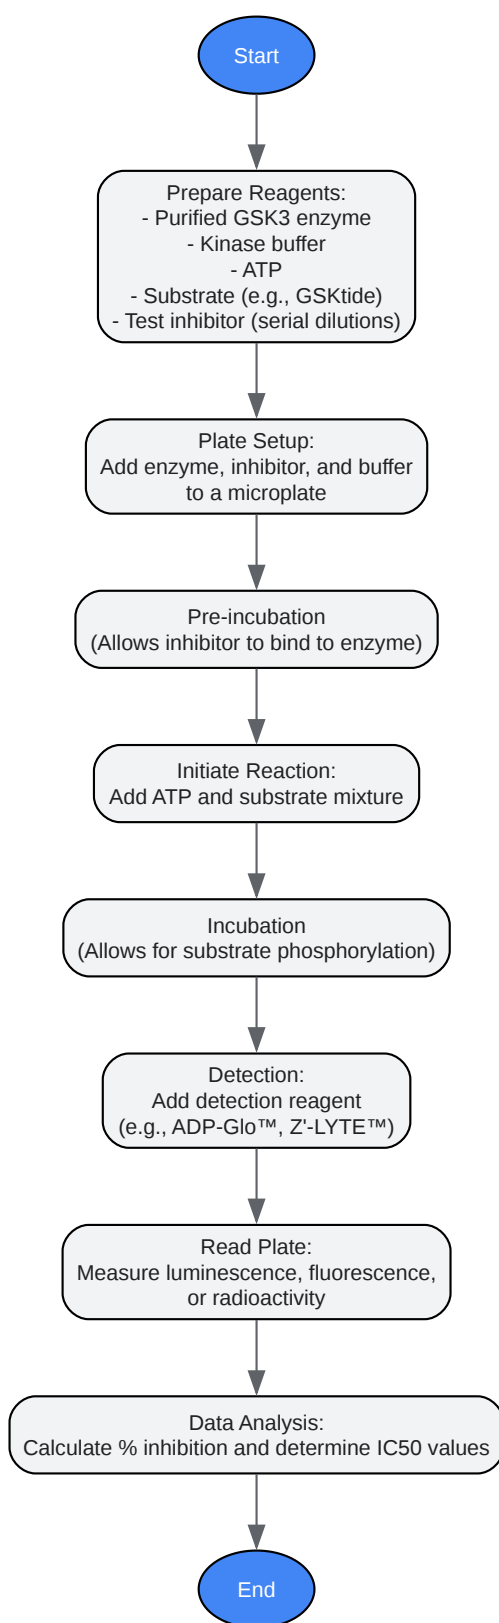 Start
Prepare Reagents:
- Purified GSK3 enzyme
- Kinase buffer
- ATP
- Substrate (e.g., GSKtide)
- Test inhibitor (serial dilutions)
Plate Setup:
Add enzyme, inhibitor, and buffer
to a microplate
Pre-incubation
(Allows inhibitor to bind to enzyme)
Initiate Reaction:
Add ATP and substrate mixture
Incubation
(Allows for substrate phosphorylation)
Detection:
Add detection reagent
(e.g., ADP-Glo™, Z'-LYTE™)
Read Plate:
Measure luminescence, fluorescence,
or radioactivity
Data Analysis:
Calculate % inhibition and determine IC50 values
End